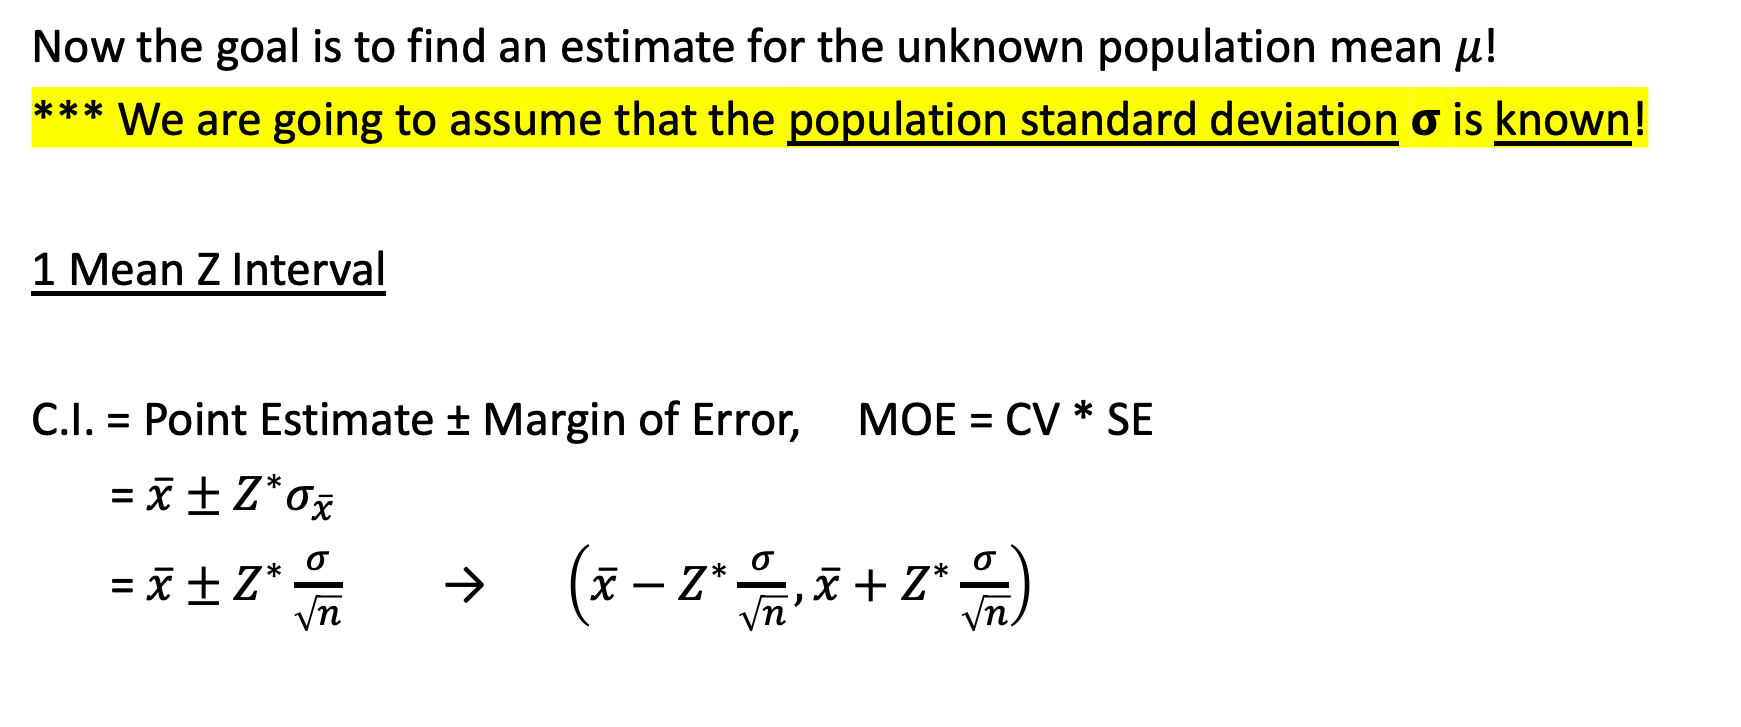 Now the goal is to find an estimate for the unknown population mean μ!
*** We are going to assume that the population standard deviation σ is known!
1 Mean Z Interval
C.I. = Point Estimate ± Margin of Error, MOE = CV * SE
= x̄ ± Z*σx̄
= x̄ ± Z* σ/√n → (x̄ − Z* σ/√n, x̄ + Z* σ/√n)